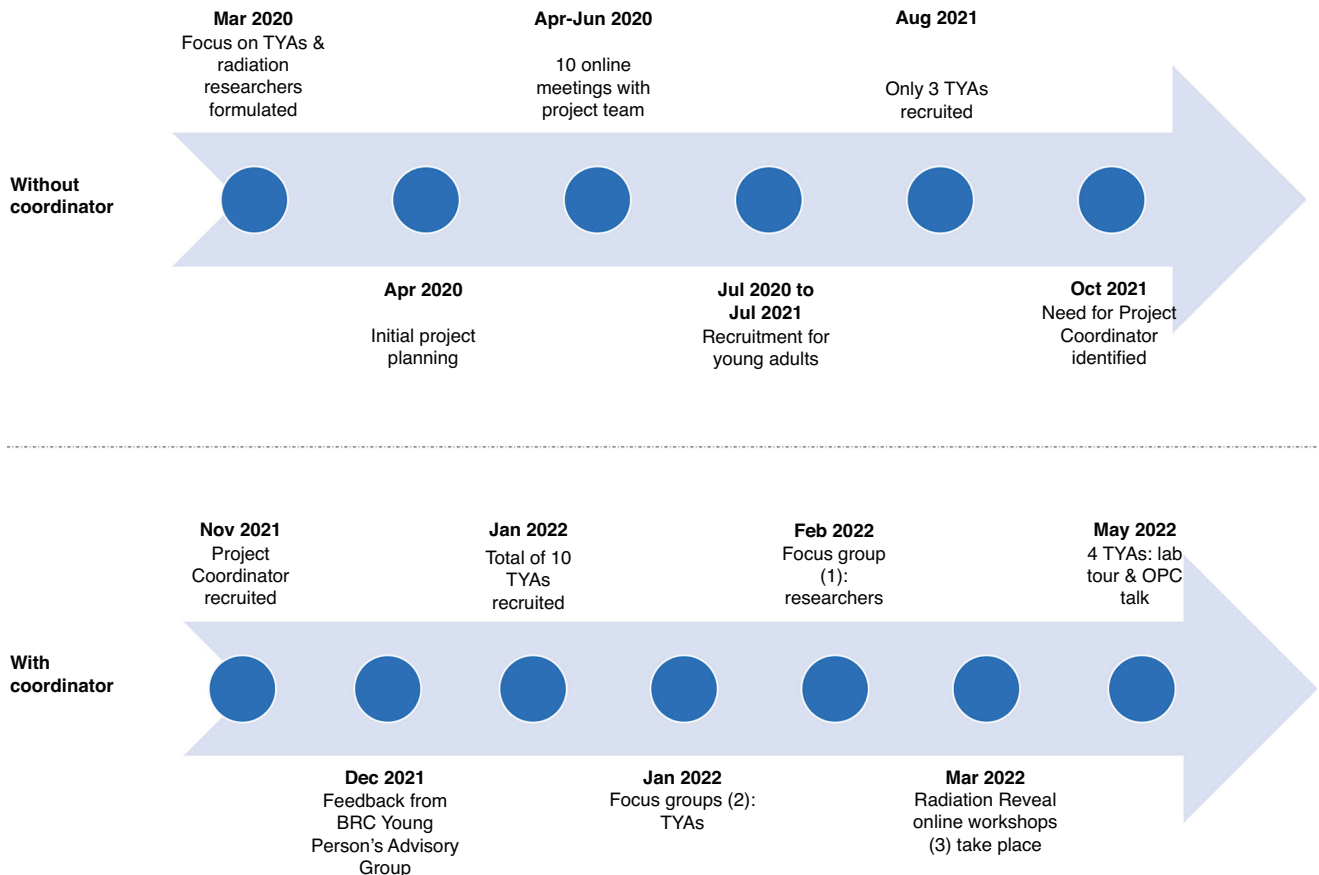 Mar 2020
Focus on TYAs &
radiation
researchers
formulated
Apr-Jun 2020
10 online
meetings with
project team
Aug 2021
Only 3 TYAs
recruited
Without
coordinator
Apr 2020
Initial project
planning
Jul 2020 to
Jul 2021
Recruitment for
young adults
Oct 2021
Need for Project
Coordinator
identified
Nov 2021
Project
Coordinator
recruited
Jan 2022
Total of 10
TYAs
recruited
Feb 2022
Focus group
(1):
researchers
May 2022
4 TYAs: lab
tour & OPC
talk
With
coordinator
Dec 2021
Feedback from
BRC Young
Person's Advisory
Group
Jan 2022
Focus groups (2):
TYAs
Mar 2022
Radiation Reveal
online workshops
(3) take place